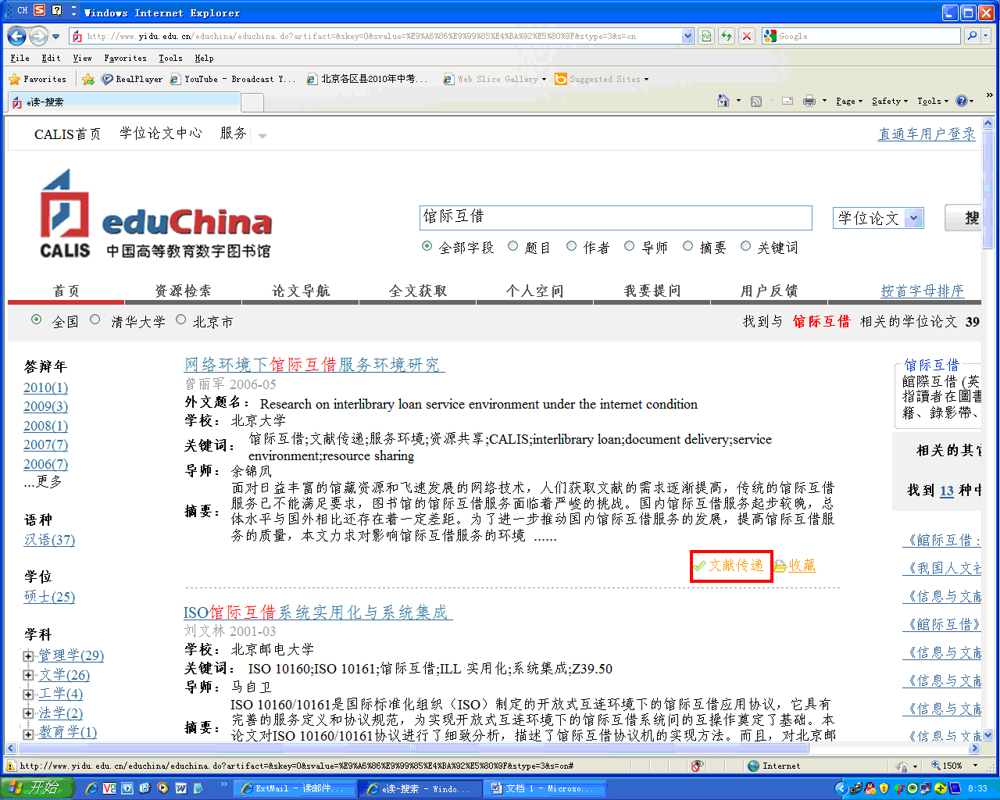 CH
Windows Internet Explorer
http://www.yidu.edu.cn/educhina/educhina.do?artifact=&skey=0&svalue=%E9%A6%86%E9%99%85%E4%BA%92%E5%80%9F&stype=3&s=on
Google
File Edit View Favorites Tools Help
Favorites RealPlayer YouTube - Broadcast Y... 北京各区县2010年中考... Web Slice Gallery Suggested Sites
e读-搜索
Page Safety Tools
CALIS首页 学位论文中心 服务 直通车用户登录
CALIS eduChina 中国高等教育数字图书馆
馆际互借 学位论文 搜
全部字段 题目 作者 导师 摘要 关键词
首页 资源检索 论文导航 全文获取 个人空间 我要提问 用户反馈 按首字母排序
全国 清华大学 北京市 找到与 馆际互借 相关的学位论文 39
答辩年
2010(1)
2009(3)
2008(1)
2007(7)
2006(7)
...更多
语种
汉语(37)
学位
硕士(25)
学科
管理学(29)
文学(26)
工学(4)
法学(2)
教育学(1)
网络环境下馆际互借服务环境研究
曾丽军 2006-05
外文题名： Research on interlibrary loan service environment under the internet condition
学校： 北京大学
关键词： 馆际互借;文献传递;服务环境;资源共享;CALIS;interlibrary loan;document delivery;service
environment;resource sharing
导师： 余锦凤
摘要： 面对日益丰富的馆藏资源和飞速发展的网络技术，人们获取文献的需求逐渐提高，传统的馆际互借
服务已不能满足要求，图书馆的馆际互借服务面临着严峻的挑战。国内馆际互借服务起步较晚，总
体水平与国外相比还存在着一定差距。为了进一步推动国内馆际互借服务的发展，提高馆际互借服
务的质量，本文力求对影响馆际互借服务的环境 ......
文献传递 收藏
ISO馆际互借系统实用化与系统集成
刘文林 2001-03
学校： 北京邮电大学
关键词： ISO 10160;ISO 10161;馆际互借;ILL 实用化;系统集成;Z39.50
导师： 马自卫
摘要： ISO 10160/10161是国际标准化组织（ISO）制定的开放式互连环境下的馆际互借应用协议，它具有
完善的服务定义和协议规范，为实现开放式互连环境下的馆际互借系统间的互操作奠定了基础。本
论文对ISO 10160/10161协议进行了细致分析，描述了馆际互借协议机的实现方法。而且，对北京邮
馆际互借
館際互借 (英
指讀者在圖書
籍、錄影帶、
相关的其它
找到 13 种中
《館际互借：
《我国人文社
《信息与文献
《館际互借》
《信息与文献
《信息与文献
《信息与文献
《信息与文献
http://www.yidu.edu.cn/educhina/educhina.do?artifact=&skey=0&svalue=%E9%A6%86%E9%99%85%E4%BA%92%E5%80%9F&stype=3&s=on# Internet 150%
开始 ExtMail - 读邮件... e读-搜索 - Windo... 文档 1 - Microso... 8:33